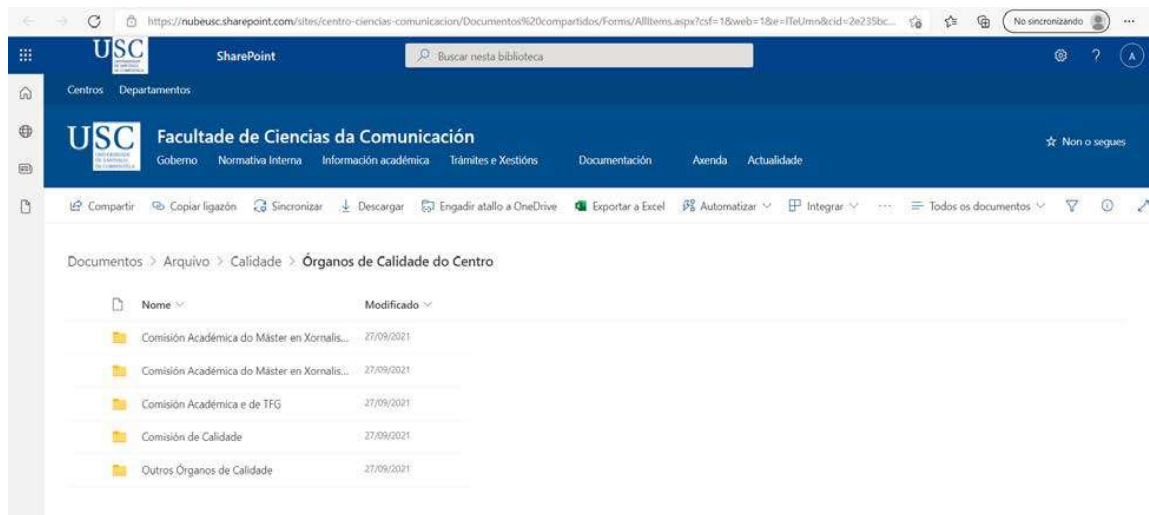 https://nubeusc.sharepoint.com/sites/centro-ciencias-comunicacion/Documentos%20compartidos/Forms/AllItems.aspx?csf=1&web=1&e=ITeUmn&cid=2e235bc...
No sincronizando
USC
SharePoint
Buscar nesta biblioteca
A
Centros Departamentos
USC
Facultade de Ciencias da Comunicación
Goberno Normativa Interna Información académica Trámites e Xestións Documentación Axenda Actualidade
Non o segues
Compartir Copiar ligazón Sincronizar Descargar Engadir atallo a OneDrive Exportar a Excel Automatizar Integrar ... Todos os documentos
Documentos > Arquivo > Calidade > Órganos de Calidade do Centro
Nome Modificado
Comisión Académica do Máster en Xornalis... 27/09/2021
Comisión Académica do Máster en Xornalis... 27/09/2021
Comisión Académica e de TFG 27/09/2021
Comisión de Calidade 27/09/2021
Outros Órganos de Calidade 27/09/2021